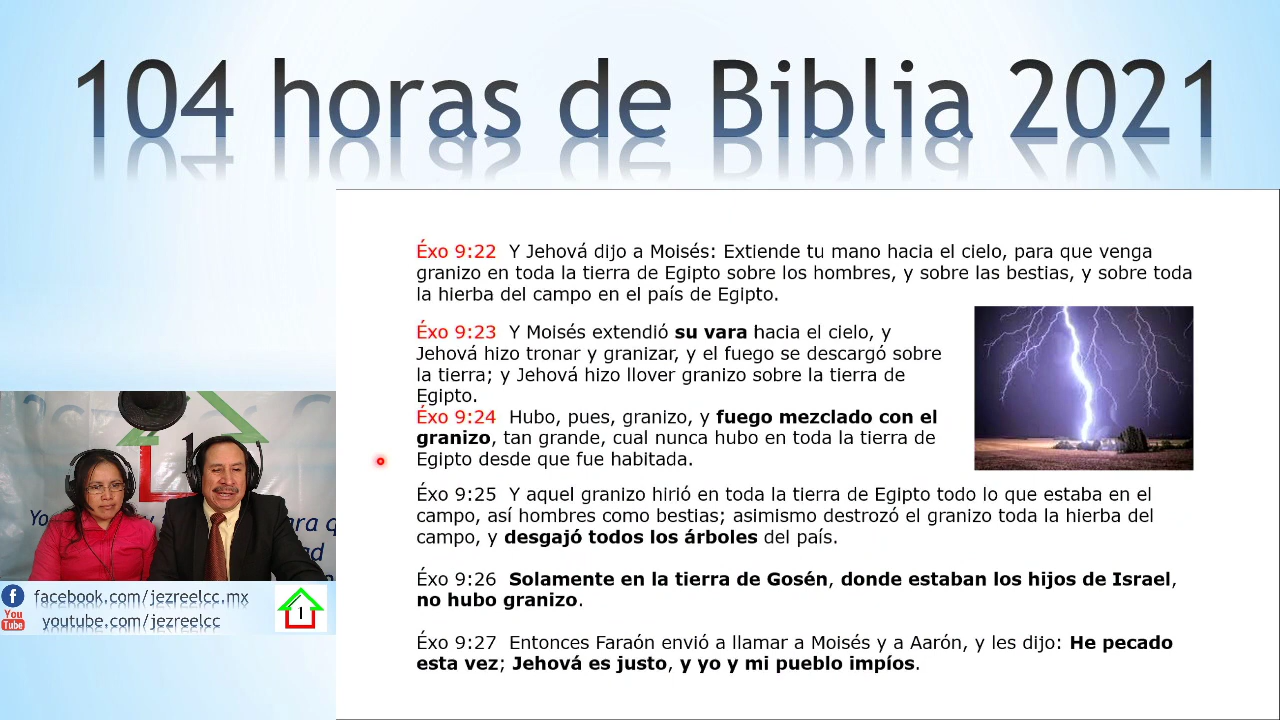 104 horas de Biblia 2021
Éxo 9:22  Y Jehová dijo a Moisés: Extiende tu mano hacia el cielo, para que venga
granizo en toda la tierra de Egipto sobre los hombres, y sobre las bestias, y sobre toda
la hierba del campo en el país de Egipto.
Éxo 9:23  Y Moisés extendió su vara hacia el cielo, y
Jehová hizo tronar y granizar, y el fuego se descargó sobre
la tierra; y Jehová hizo llover granizo sobre la tierra de
Egipto.
Éxo 9:24  Hubo, pues, granizo, y fuego mezclado con el
granizo, tan grande, cual nunca hubo en toda la tierra de
Egipto desde que fue habitada.
Éxo 9:25  Y aquel granizo hirió en toda la tierra de Egipto todo lo que estaba en el
campo, así hombres como bestias; asimismo destrozó el granizo toda la hierba del
campo, y desgajó todos los árboles del país.
Éxo 9:26  Solamente en la tierra de Gosén, donde estaban los hijos de Israel,
no hubo granizo.
Éxo 9:27  Entonces Faraón envió a llamar a Moisés y a Aarón, y les dijo: He pecado
esta vez; Jehová es justo, y yo y mi pueblo impíos.
facebook.com/jezreelcc.mx
You Tube youtube.com/jezreelcc